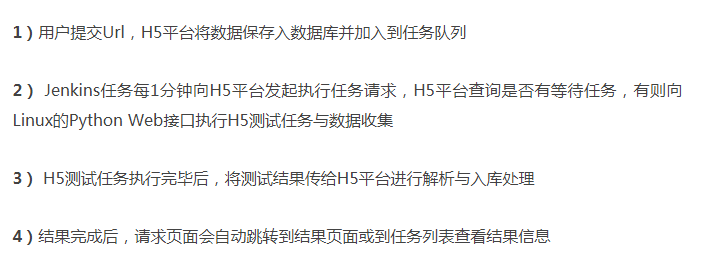 1）用户提交Url，H5平台将数据保存入数据库并加入到任务队列
2） Jenkins任务每1分钟向H5平台发起执行任务请求，H5平台查询是否有等待任务，有则向
Linux的Python Web接口执行H5测试任务与数据收集
3） H5测试任务执行完毕后，将测试结果传给H5平台进行解析与入库处理
4）结果完成后，请求页面会自动跳转到结果页面或到任务列表查看结果信息